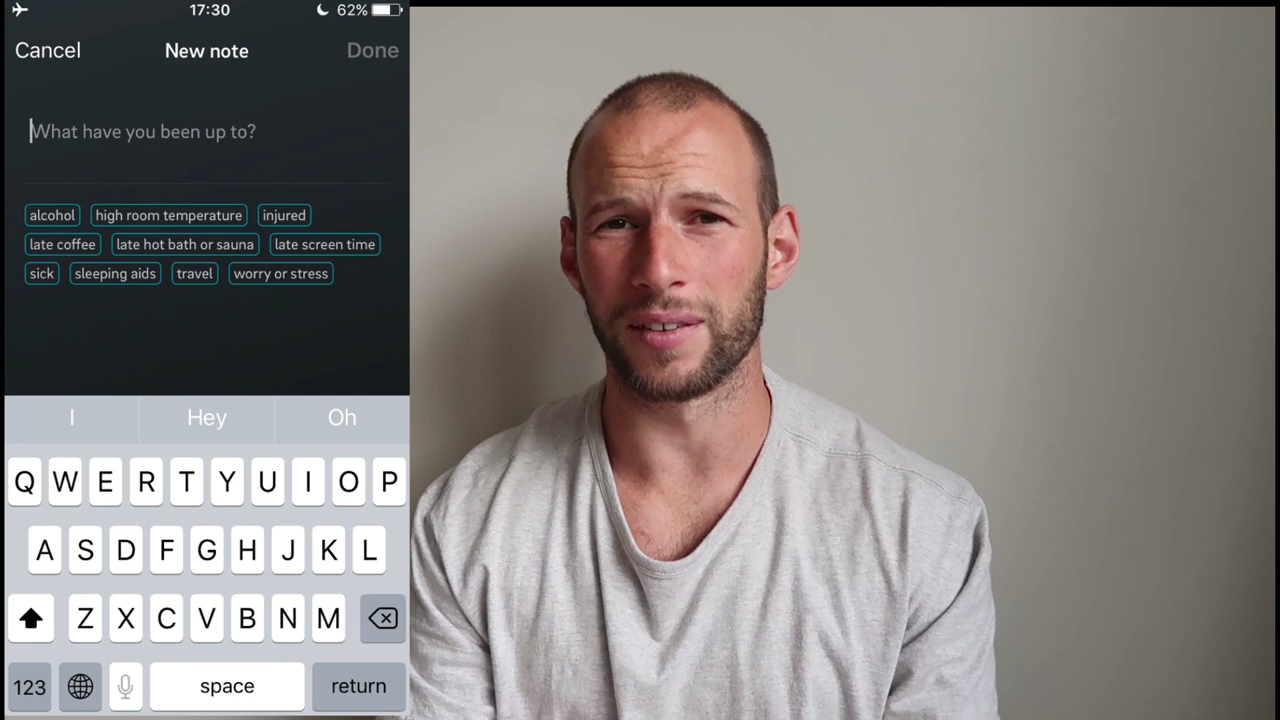 17:30 62%
Cancel New note Done
What have you been up to?
alcohol high room temperature injured
late coffee late hot bath or sauna late screen time
sick sleeping aids travel worry or stress
I Hey Oh
Q W E R T Y U I O P
A S D F G H J K L
Z X C V B N M
123 space return